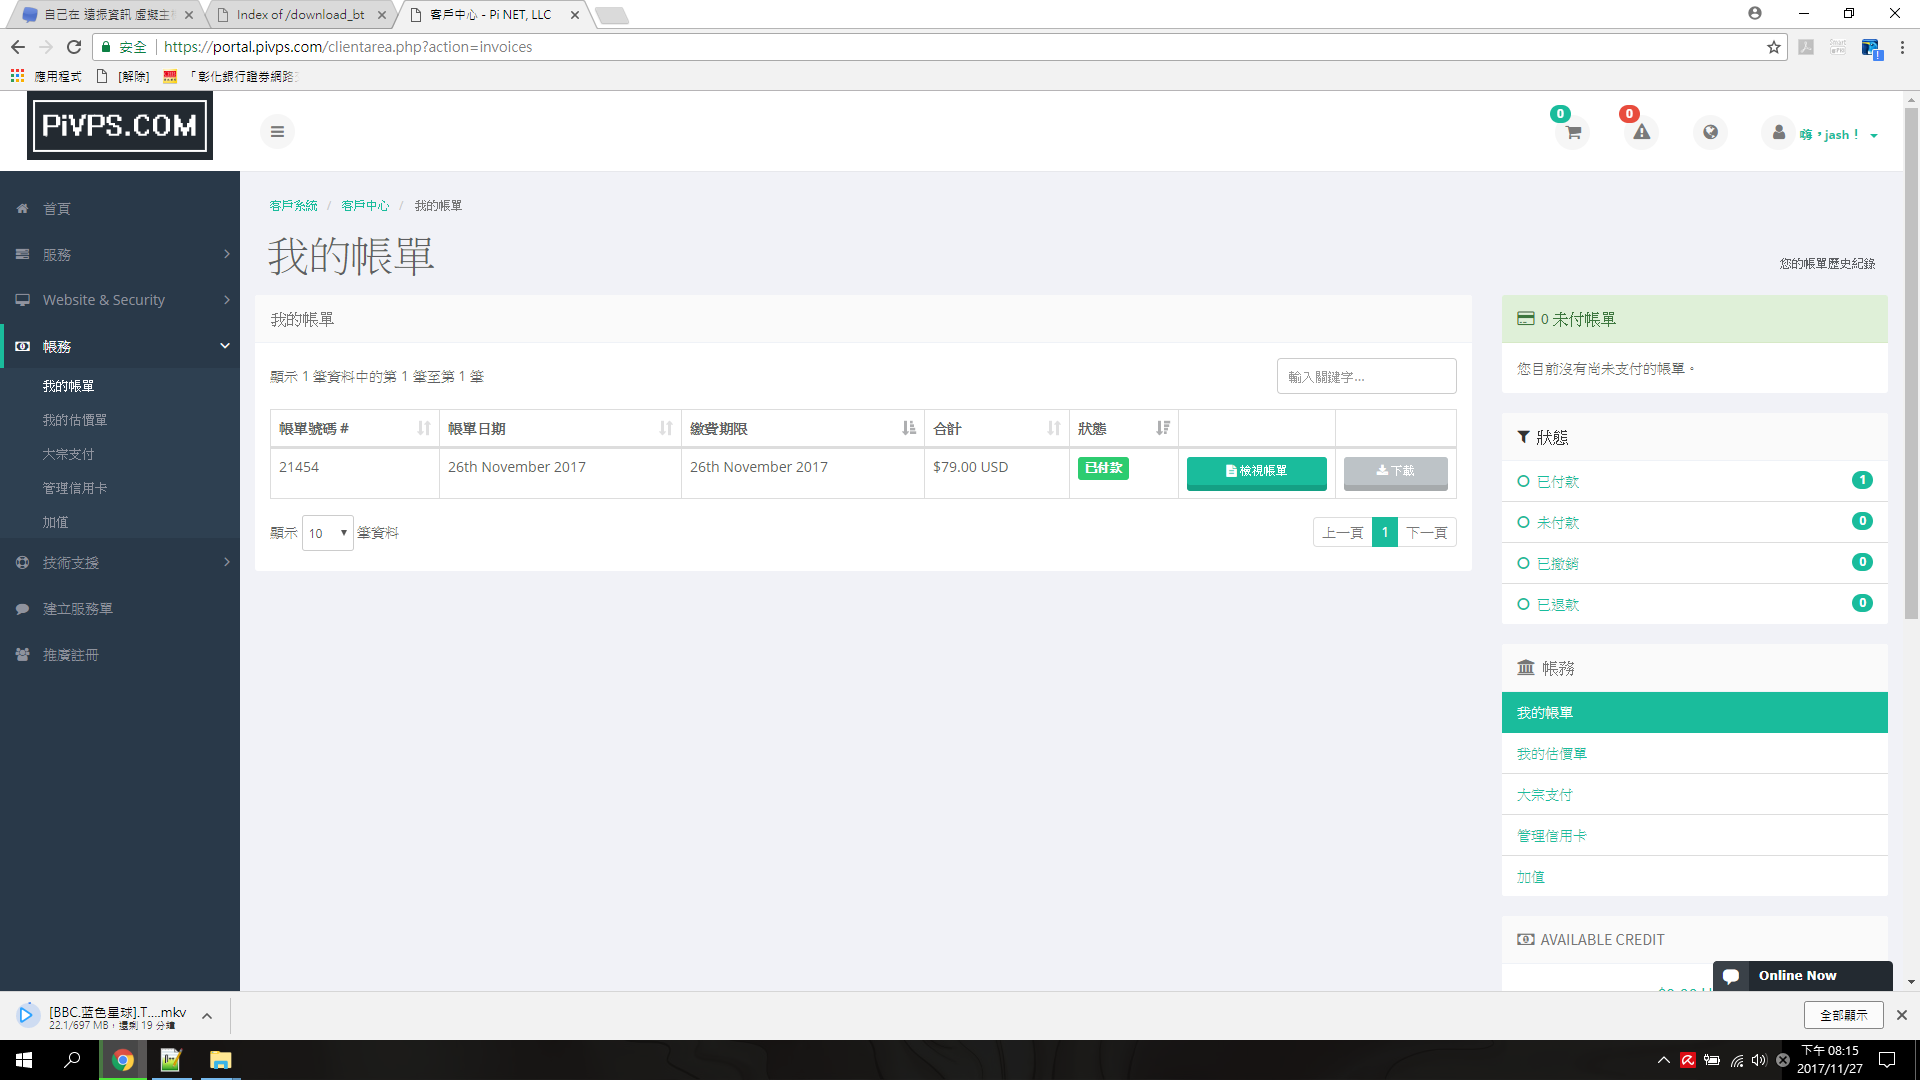 自己在 遠振資訊 虛擬主
Index of /download_bt
客戶中心 - Pi NET, LLC
安全
https://portal.pivps.com/clientarea.php?action=invoices
應用程式
[解除]
「彰化銀行證券網路
PiVPS.COM
0
0
嗨，jash！
首頁
服務
Website & Security
帳務
我的帳單
我的估價單
大宗支付
管理信用卡
加值
技術支援
建立服務單
推廣註冊
客戶系統 / 客戶中心 / 我的帳單
我的帳單
您的帳單歷史紀錄
我的帳單
顯示 1 筆資料中的第 1 筆至第 1 筆
輸入關鍵字...
帳單號碼 # 帳單日期 繳費期限 合計 狀態
21454 26th November 2017 26th November 2017 $79.00 USD 已付款 檢視帳單 下載
顯示 10 筆資料
上一頁 1 下一頁
0 未付帳單
您目前沒有尚未支付的帳單。
狀態
已付款 1
未付款 0
已撤銷 0
已退款 0
帳務
我的帳單
我的估價單
大宗支付
管理信用卡
加值
AVAILABLE CREDIT
Online Now
[BBC.蓝色星球].T....mkv
22.1/697 MB，還剩 19 分鐘
全部顯示
下午 08:15
2017/11/27